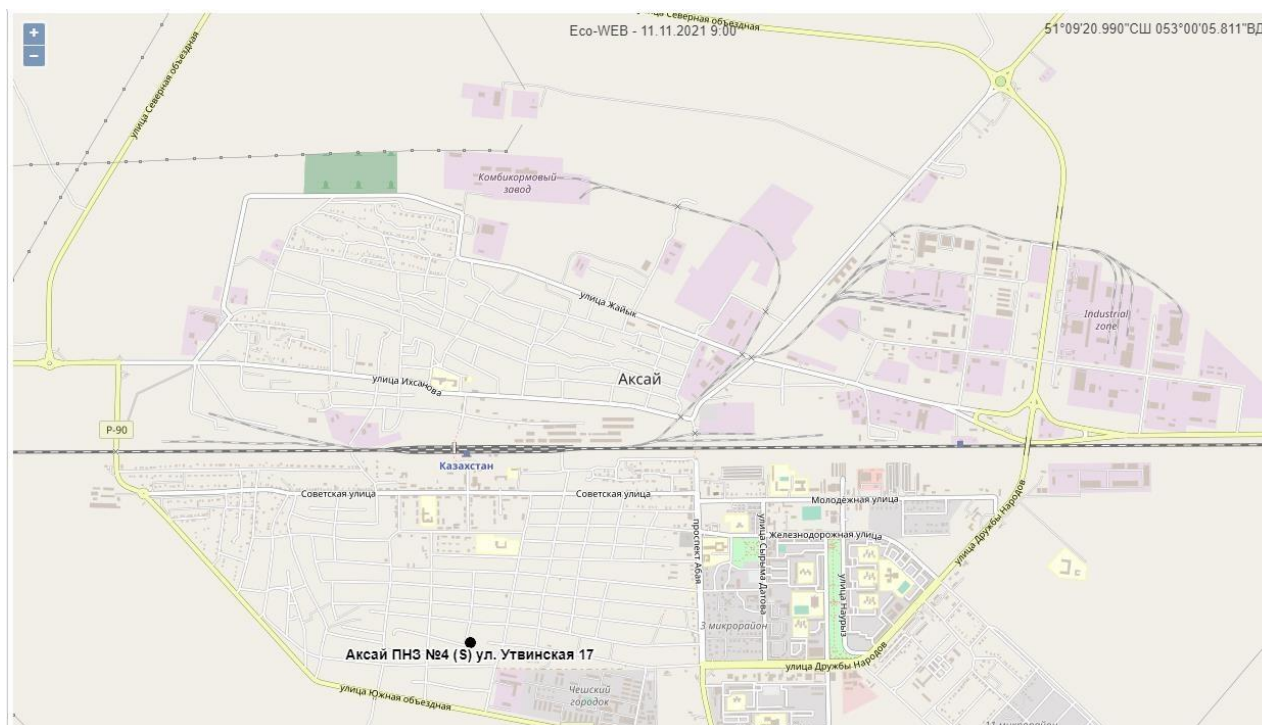 улица Северная объездная
Eco-WEB - 11.11.2021 9:00
51°09'20.990"СШ 053°00'05.811"ВД
+
−
улица Северная объездная
Комбикормовый
завод
улица Жайык
Industrial
zone
Аксай
улица Ихсанова
Р-90
Казахстан
Советская улица
Советская улица
Молодёжная улица
проспект Абая
улица Сырыма Датова
Железнодорожная улица
улица Дружбы Народов
улица Наурыз
3 микрорайон
Аксай ПНЗ №4 (S) ул. Утвинская 17
улица Дружбы Народов
улица Южная объездная
Чешский
городок
11 микрорайон